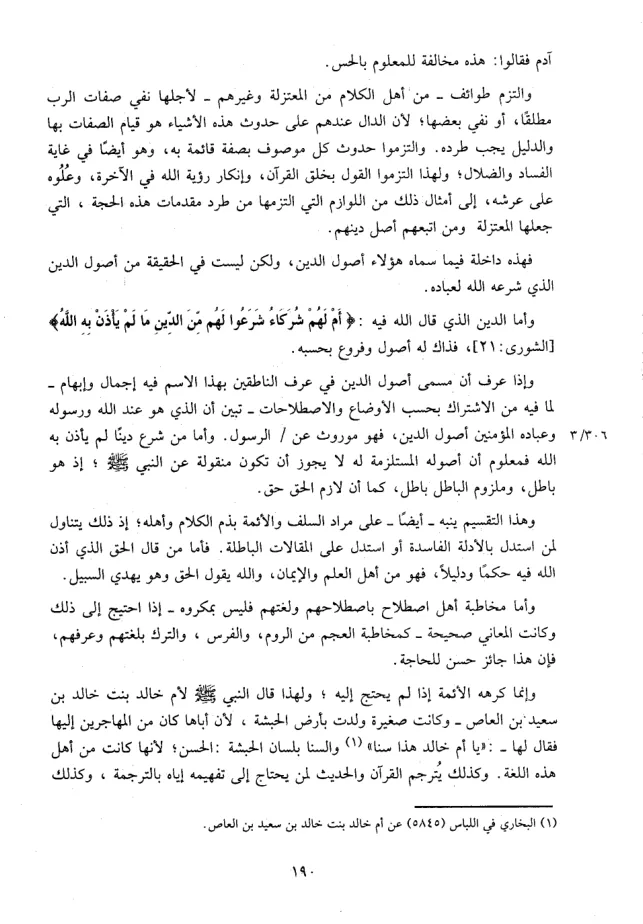 آدم فقالوا: هذه مخالفة للمعلوم بالحس.
والتزم طوائف ـ من أهل الكلام من المعتزلة وغيرهم ـ لأجلها نفي صفات الرب
مطلقًا، أو نفي بعضها؛ لأن الدال عندهم على حدوث هذه الأشياء هو قيام الصفات بها
والدليل يجب طرده. والتزموا حدوث كل موصوف بصفة قائمة به، وهو أيضًا في غاية
الفساد والضلال؛ ولهذا التزموا القول بخلق القرآن، وإنكار رؤية الله في الآخرة، وعُلُوه
على عرشه، إلى أمثال ذلك من اللوازم التي التزمها من طرد مقدمات هذه الحجة ، التي
جعلها المعتزلة ومن اتبعهم أصل دينهم.
فهذه داخلة فيما سماه هؤلاء أصول الدين، ولكن ليست في الحقيقة من أصول الدين
الذي شرعه الله لعباده.
وأما الدين الذي قال الله فيه :﴿ أَمْ لَهُمْ شُرَكَاءُ شَرَعُوا لَهُم مِّنَ الدِّينِ مَا لَمْ يَأْذَنْ بِهِ اللَّهُ﴾
[الشورى:٢١]، فذاك له أصول وفروع بحسبه.
وإذا عرف أن مسمى أصول الدين في عرف الناطقين بهذا الاسم فيه إجمال وإبهام ـ
لما فيه من الاشتراك بحسب الأوضاع والاصطلاحات ـ تبين أن الذي هو عند الله ورسوله
وعباده المؤمنين أصول الدين، فهو موروث عن / الرسول. وأما من شرع دينًا لم يأذن به ٣/٣٠٦
الله فمعلوم أن أصوله المستلزمة له لا يجوز أن تكون منقولة عن النبي ﷺ ؛ إذ هو
باطل، وملزوم الباطل باطل، كما أن لازم الحق حق.
وهذا التقسيم ينبه ـ أيضًا ـ على مراد السلف والأئمة بذم الكلام وأهله؛ إذ ذلك يتناول
لمن استدل بالأدلة الفاسدة أو استدل على المقالات الباطلة. فأما من قال الحق الذي أذن
الله فيه حكمًا ودليلاً، فهو من أهل العلم والإيمان، والله يقول الحق وهو يهدي السبيل.
وأما مخاطبة أهل اصطلاح باصطلاحهم ولغتهم فليس بمكروه ـ إذا احتيج إلى ذلك
وكانت المعاني صحيحة ـ كمخاطبة العجم من الروم، والفرس ، والترك بلغتهم وعرفهم،
فإن هذا جائز حسن للحاجة.
وإنما كرهه الأئمة إذا لم يحتج إليه ؛ ولهذا قال النبي ﷺ لأم خالد بنت خالد بن
سعيد بن العاص ـ وكانت صغيرة ولدت بأرض الحبشة ، لأن أباها كان من المهاجرين إليها
فقال لها ـ :«يا أم خالد هذا سنا» (١) والسنا بلسان الحبشة :الحسن؛ لأنها كانت من أهل
هذه اللغة. وكذلك يُترجم القرآن والحديث لمن يحتاج إلى تفهيمه إياه بالترجمة ، وكذلك
(١) البخاري في اللباس (٥٨٤٥) عن أم خالد بنت خالد بن سعيد بن العاص.
١٩٠